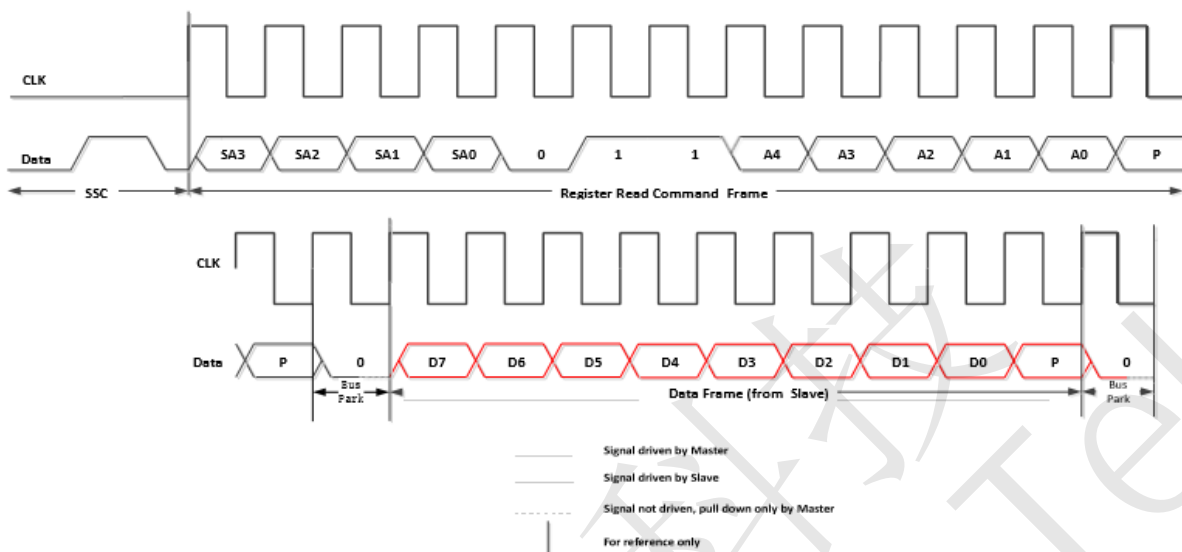 CLK
Data SA3 SA2 SA1 SA0 0 1 1 A4 A3 A2 A1 A0 P
SSC Register Read Command Frame
CLK
Data P 0 D7 D6 D5 D4 D3 D2 D1 D0 P 0
Bus Park Data Frame (from Slave) Bus Park
Signal driven by Master
Signal driven by Slave
Signal not driven, pull down only by Master
For reference only
科技
Tel